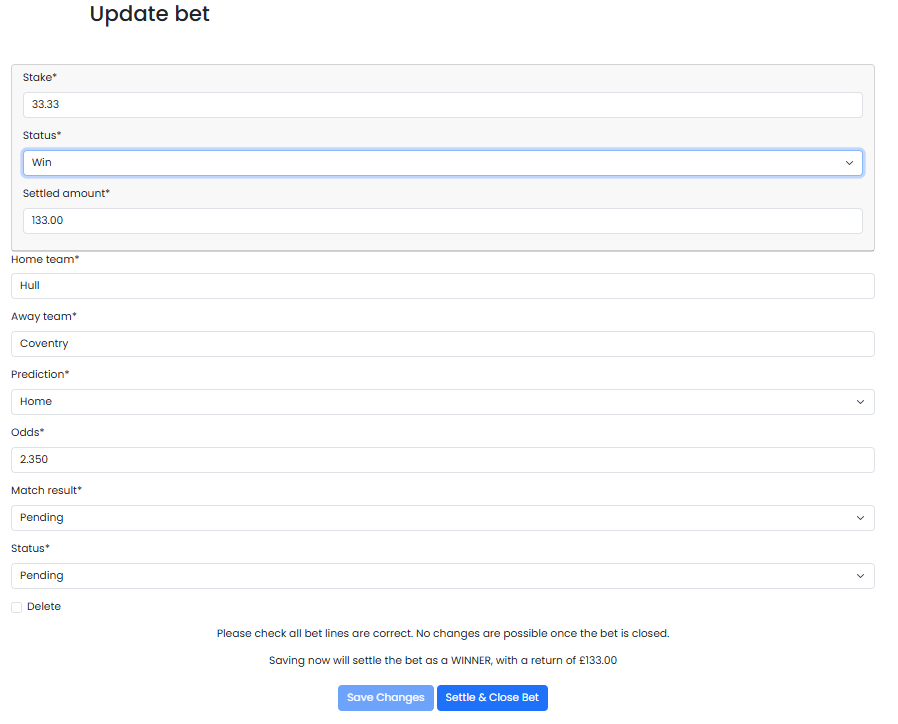 Update bet
Stake*
33.33
Status*
Win
Settled amount*
133.00
Home team*
Hull
Away team*
Coventry
Prediction*
Home
Odds*
2.350
Match result*
Pending
Status*
Pending
Delete
Please check all bet lines are correct. No changes are possible once the bet is closed.
Saving now will settle the bet as a WINNER, with a return of £133.00
Save Changes Settle & Close Bet